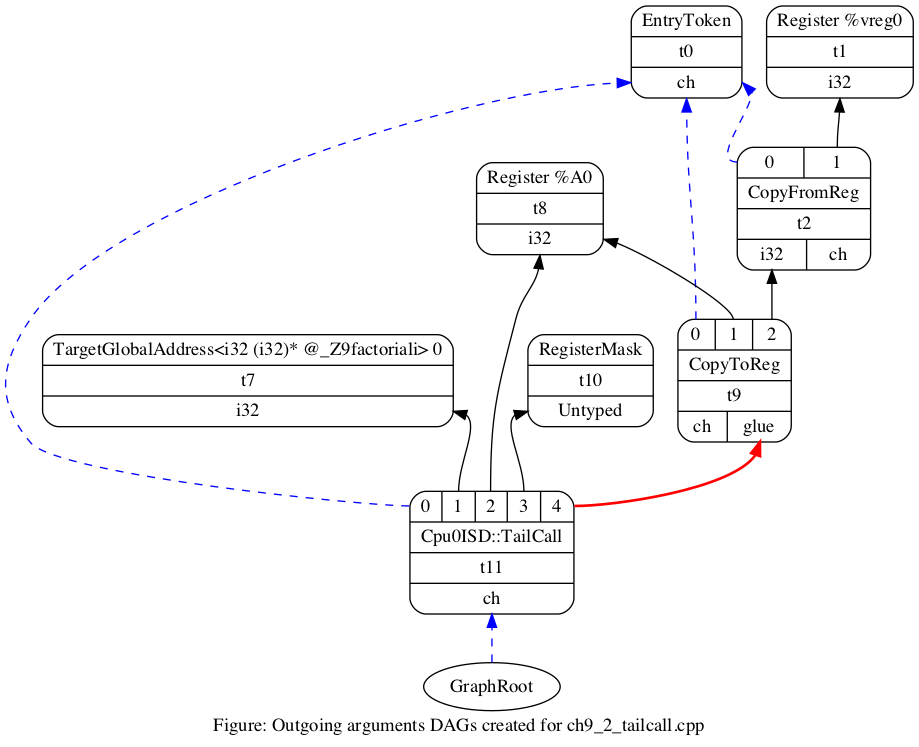 EntryToken
t0
ch
Register %vreg0
t1
i32
0 1
CopyFromReg
t2
i32 ch
Register %A0
t8
i32
TargetGlobalAddress<i32 (i32)* @_Z9factoriali> 0
t7
i32
RegisterMask
t10
Untyped
0 1 2
CopyToReg
t9
ch glue
0 1 2 3 4
Cpu0ISD::TailCall
t11
ch
GraphRoot
Figure: Outgoing arguments DAGs created for ch9_2_tailcall.cpp